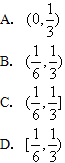 A. (0,1/3)
B. (1/6,1/3)
C. (1/6,1/3]
D. [1/6,1/3)